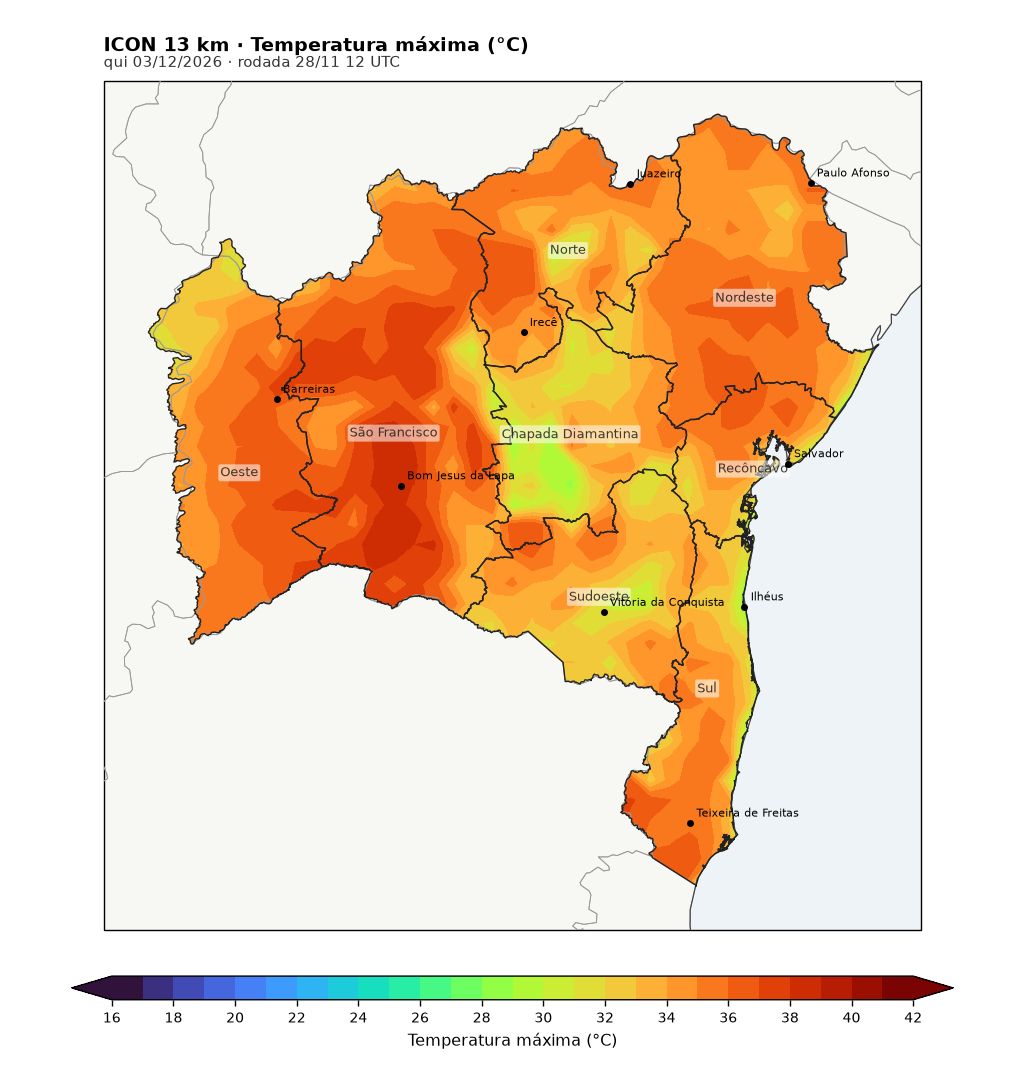 ICON 13 km · Temperatura máxima (°C)
qui 03/12/2026 · rodada 28/11 12 UTC
Juazeiro
Paulo Afonso
Norte
Nordeste
Irecê
Barreiras
São Francisco
Chapada Diamantina
Salvador
Oeste
Recôncavo
Bom Jesus da Lapa
Sudoeste
Ilhéus
Vitória da Conquista
Sul
Teixeira de Freitas
16 18 20 22 24 26 28 30 32 34 36 38 40 42
Temperatura máxima (°C)